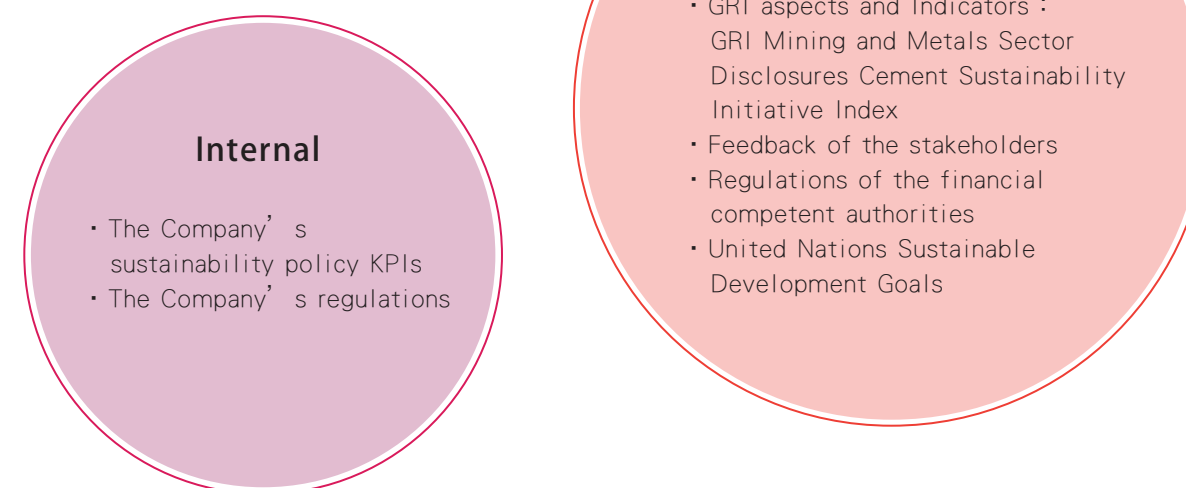 Internal
・The Company's
sustainability policy KPIs
・The Company's regulations
・GRI aspects and Indicators：
GRI Mining and Metals Sector
Disclosures Cement Sustainability
Initiative Index
・Feedback of the stakeholders
・Regulations of the financial
competent authorities
・United Nations Sustainable
Development Goals